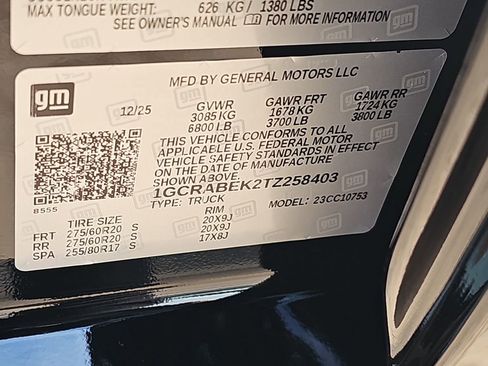 MAX TONGUE WEIGHT: 626 KG / 1380 LBS
SEE OWNER'S MANUAL gm FOR MORE INFORMATION
gm
MFD BY GENERAL MOTORS LLC
12/25 GVWR GAWR FRT GAWR RR
3085 KG 1678 KG 1724 KG
6800 LB 3700 LB 3800 LB
THIS VEHICLE CONFORMS TO ALL
APPLICABLE U.S. FEDERAL MOTOR
VEHICLE SAFETY STANDARDS IN EFFECT
ON THE DATE OF MANUFACTURE
SHOWN ABOVE.
1GCRABEK2TZ258403
TYPE: TRUCK MODEL: 23CC10753
8555
TIRE SIZE RIM
FRT 275/60R20 S 20X9J
RR 275/60R20 S 20X9J
SPA 255/80R17 S 17X8J